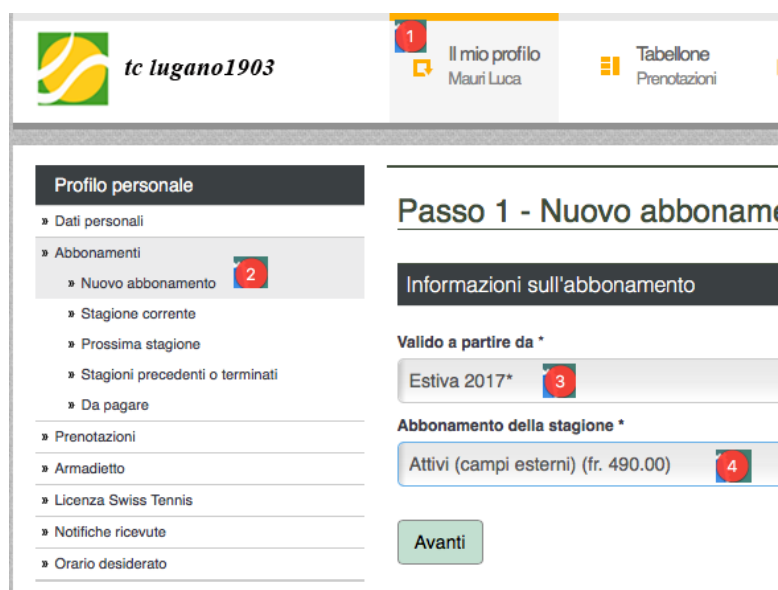 tc lugano1903
1
Il mio profilo
Mauri Luca
Tabellone
Prenotazioni
Profilo personale
» Dati personali
» Abbonamenti
» Nuovo abbonamento
2
» Stagione corrente
» Prossima stagione
» Stagioni precedenti o terminati
» Da pagare
» Prenotazioni
» Armadietto
» Licenza Swiss Tennis
» Notifiche ricevute
» Orario desiderato
Passo 1 - Nuovo abboname
Informazioni sull'abbonamento
Valido a partire da *
Estiva 2017*
3
Abbonamento della stagione *
Attivi (campi esterni) (fr. 490.00)
4
Avanti